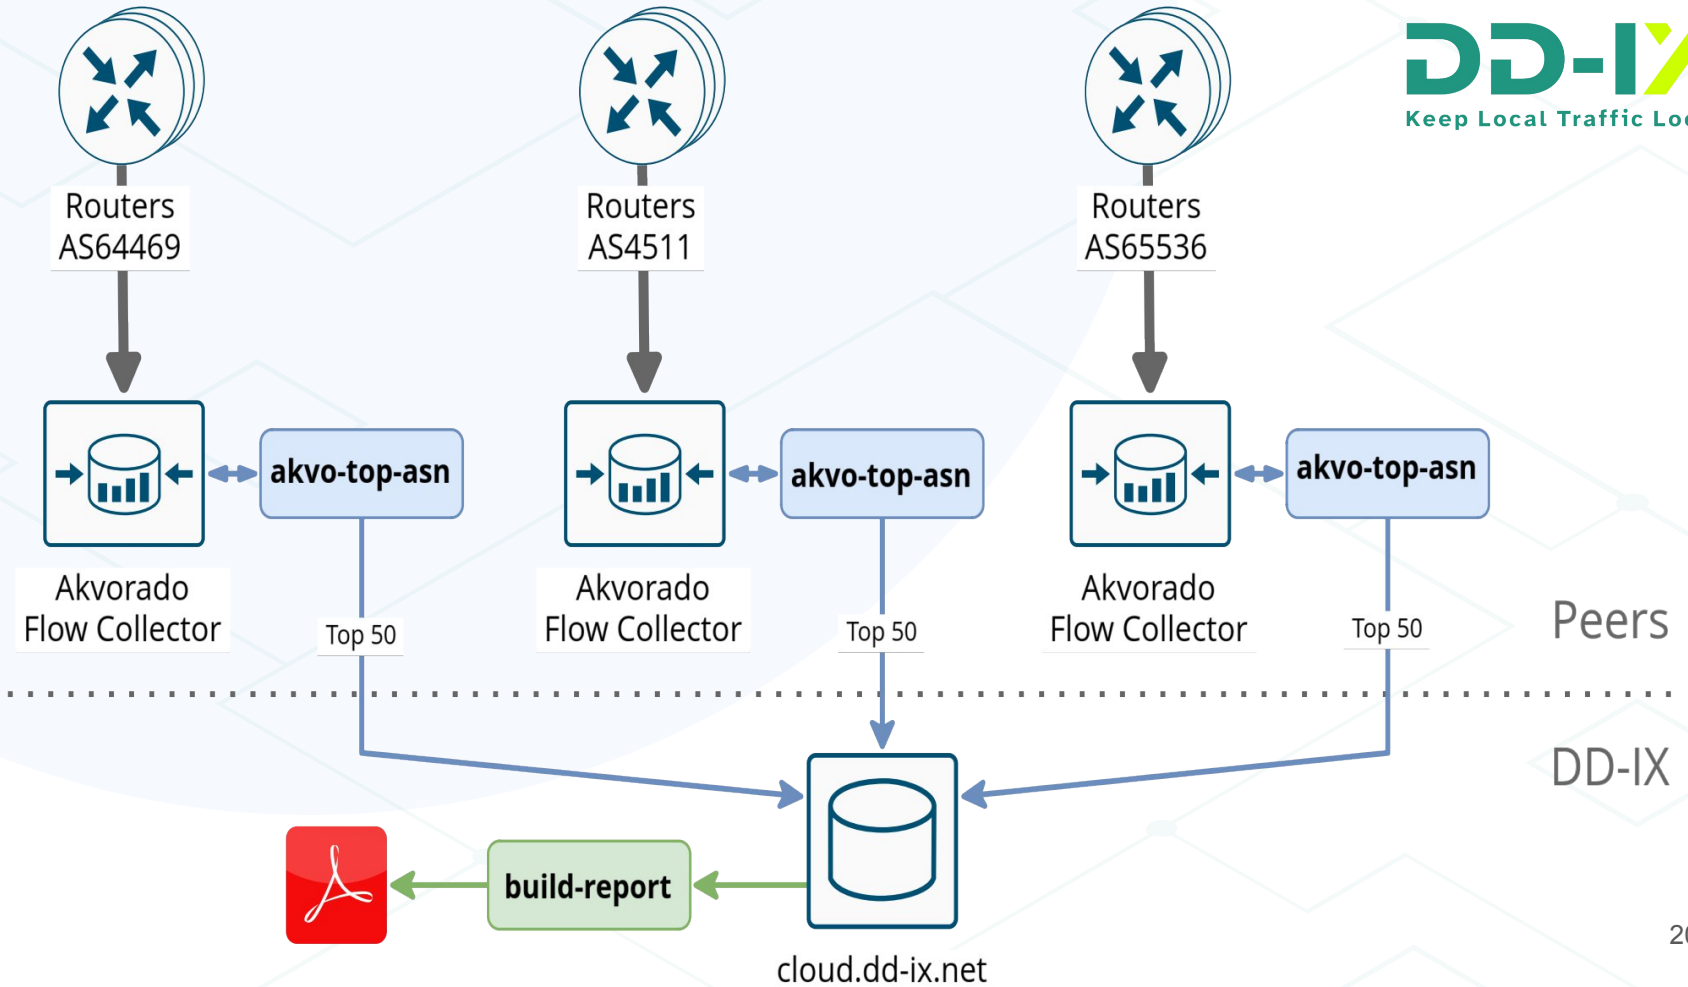 DD-IX
Keep Local Traffic
Routers
AS64469
Routers
AS4511
Routers
AS65536
akvo-top-asn
akvo-top-asn
akvo-top-asn
Akvorado
Flow Collector
Akvorado
Flow Collector
Akvorado
Flow Collector
Top 50
Top 50
Top 50
Peers
DD-IX
build-report
cloud.dd-ix.net